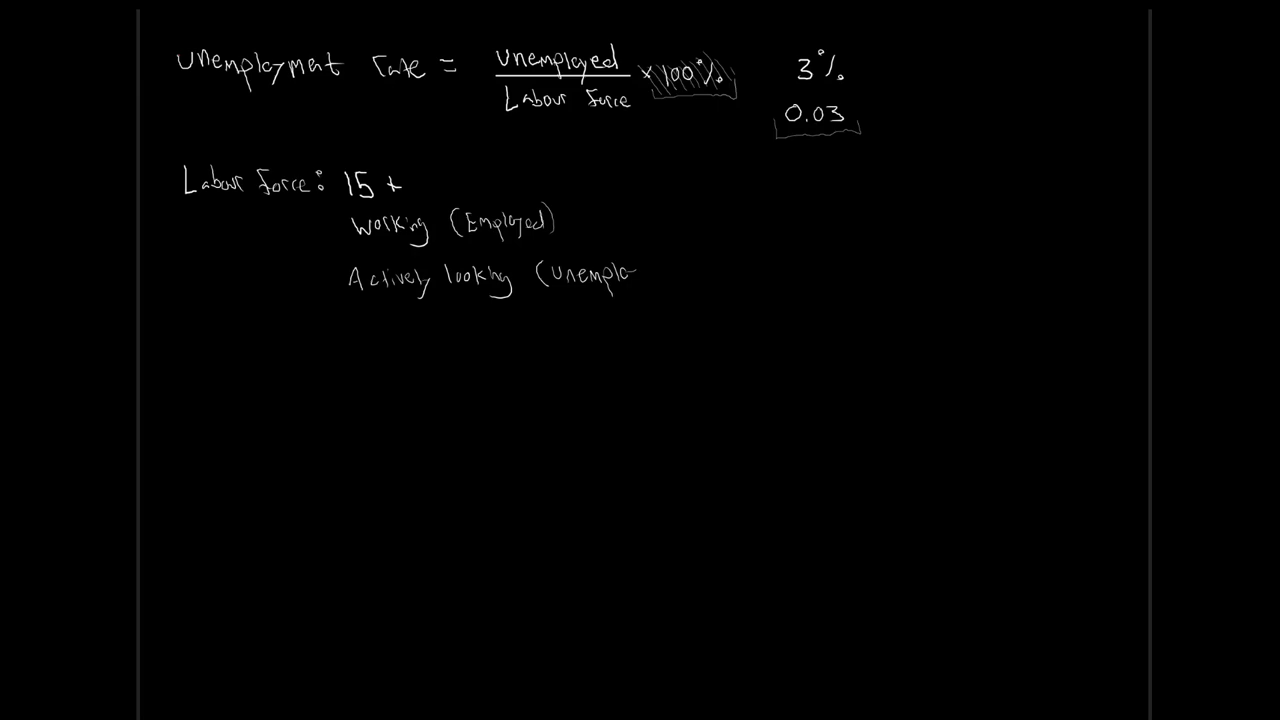 Unemployment rate = Unemployed / Labour Force × 100% 3%
0.03
Labour Force: 15 +
Working (Employed)
Actively looking (Unemplo